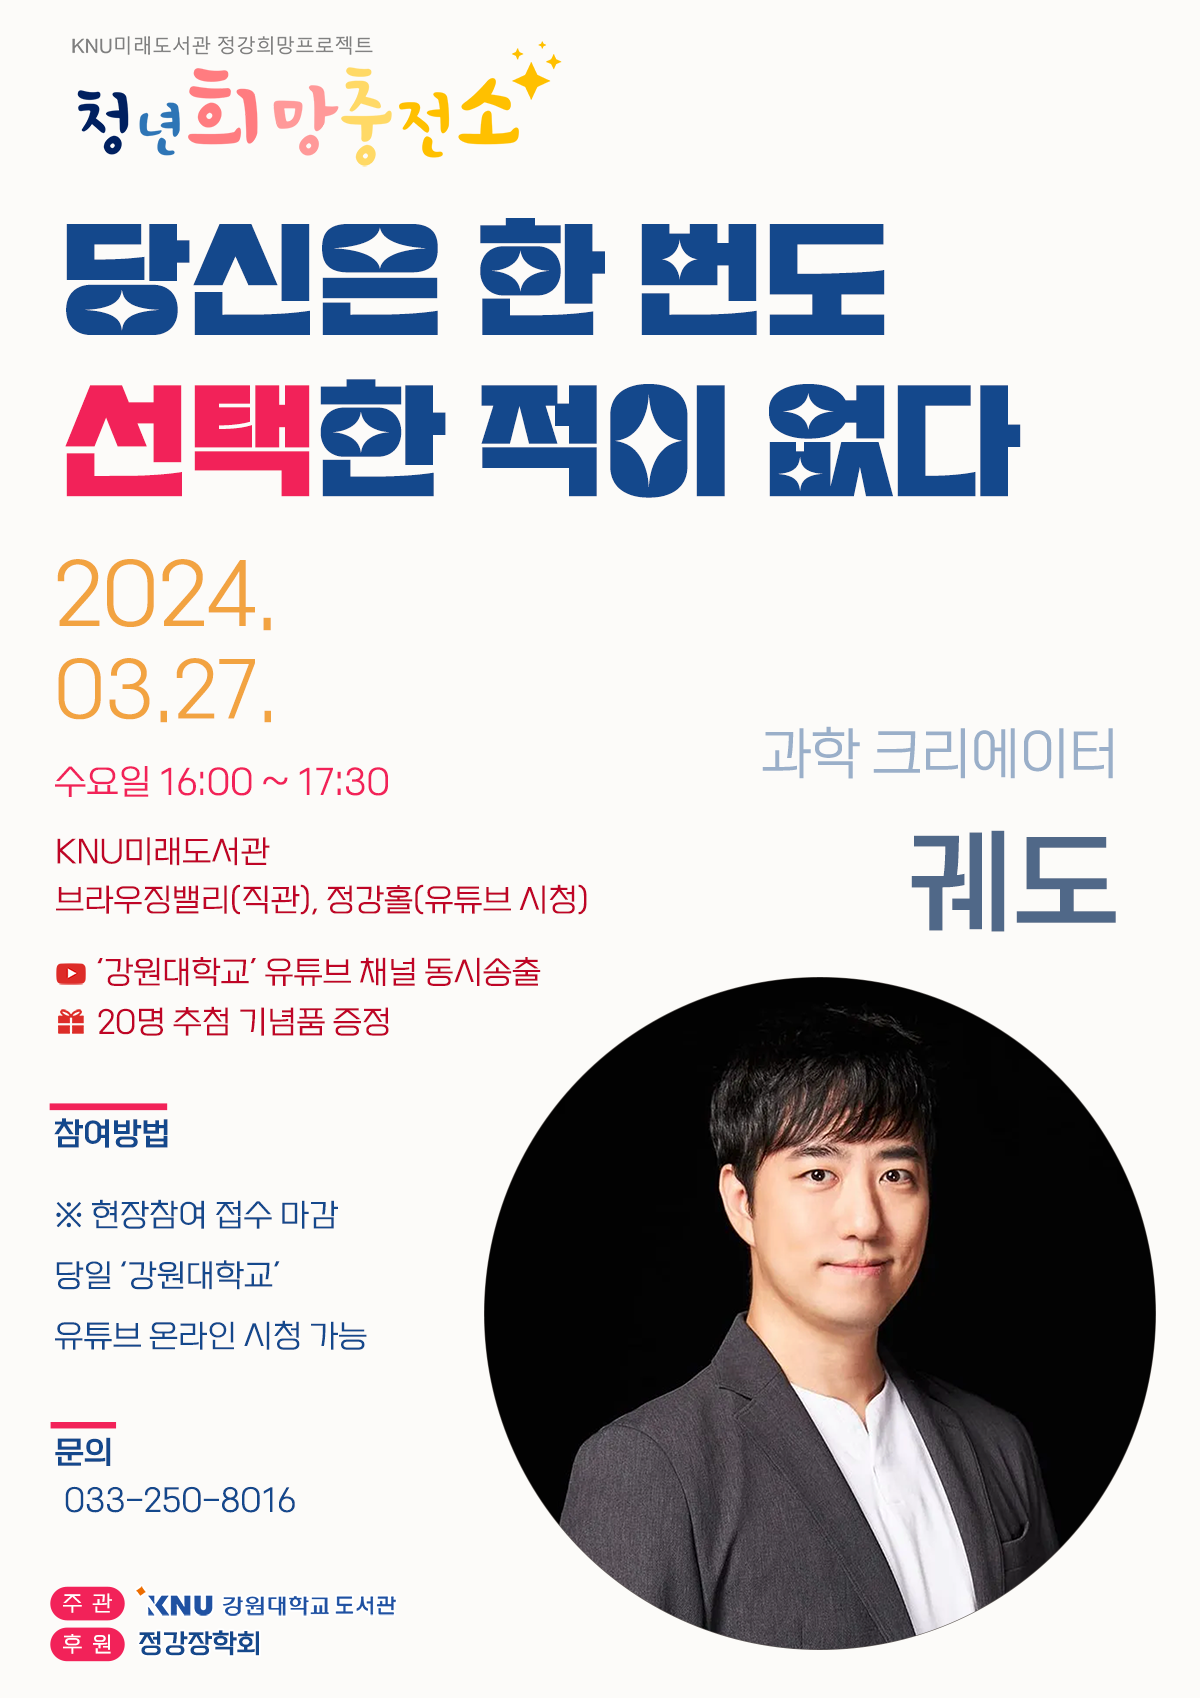 KNU미래도서관 정강희망프로젝트
청년희망충전소
당신은 한 번도
선택한 적이 없다
2024.
03.27.
수요일 16:00 ~ 17:30
KNU미래도서관
브라우징밸리(직관), 정강홀(유튜브 시청)
‘강원대학교’ 유튜브 채널 동시송출
20명 추첨 기념품 증정
과학 크리에이터
궤도
참여방법
※ 현장참여 접수 마감
당일 ‘강원대학교’
유튜브 온라인 시청 가능
문의
033-250-8016
주 관 KNU 강원대학교 도서관
후 원 정강장학회